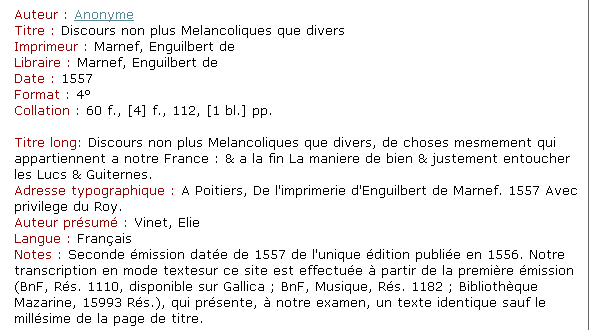 Auteur : Anonyme
Titre : Discours non plus Melancoliques que divers
Imprimeur : Marnef, Enguilbert de
Libraire : Marnef, Enguilbert de
Date : 1557
Format : 4º
Collation : 60 f., [4] f., 112, [1 bl.] pp.
Titre long: Discours non plus Melancoliques que divers, de choses mesmement qui
appartiennent a notre France : & a la fin La maniere de bien & justement entoucher
les Lucs & Guiternes.
Adresse typographique : A Poitiers, De l'imprimerie d'Enguilbert de Marnef. 1557 Avec
privilege du Roy.
Auteur présumé : Vinet, Elie
Langue : Français
Notes : Seconde émission datée de 1557 de l'unique édition publiée en 1556. Notre
transcription en mode textesur ce site est effectuée à partir de la première émission
(BnF, Rés. 1110, disponible sur Gallica ; BnF, Musique, Rés. 1182 ; Bibliothèque
Mazarine, 15993 Rés.), qui présente, à notre examen, un texte identique sauf le
millésime de la page de titre.